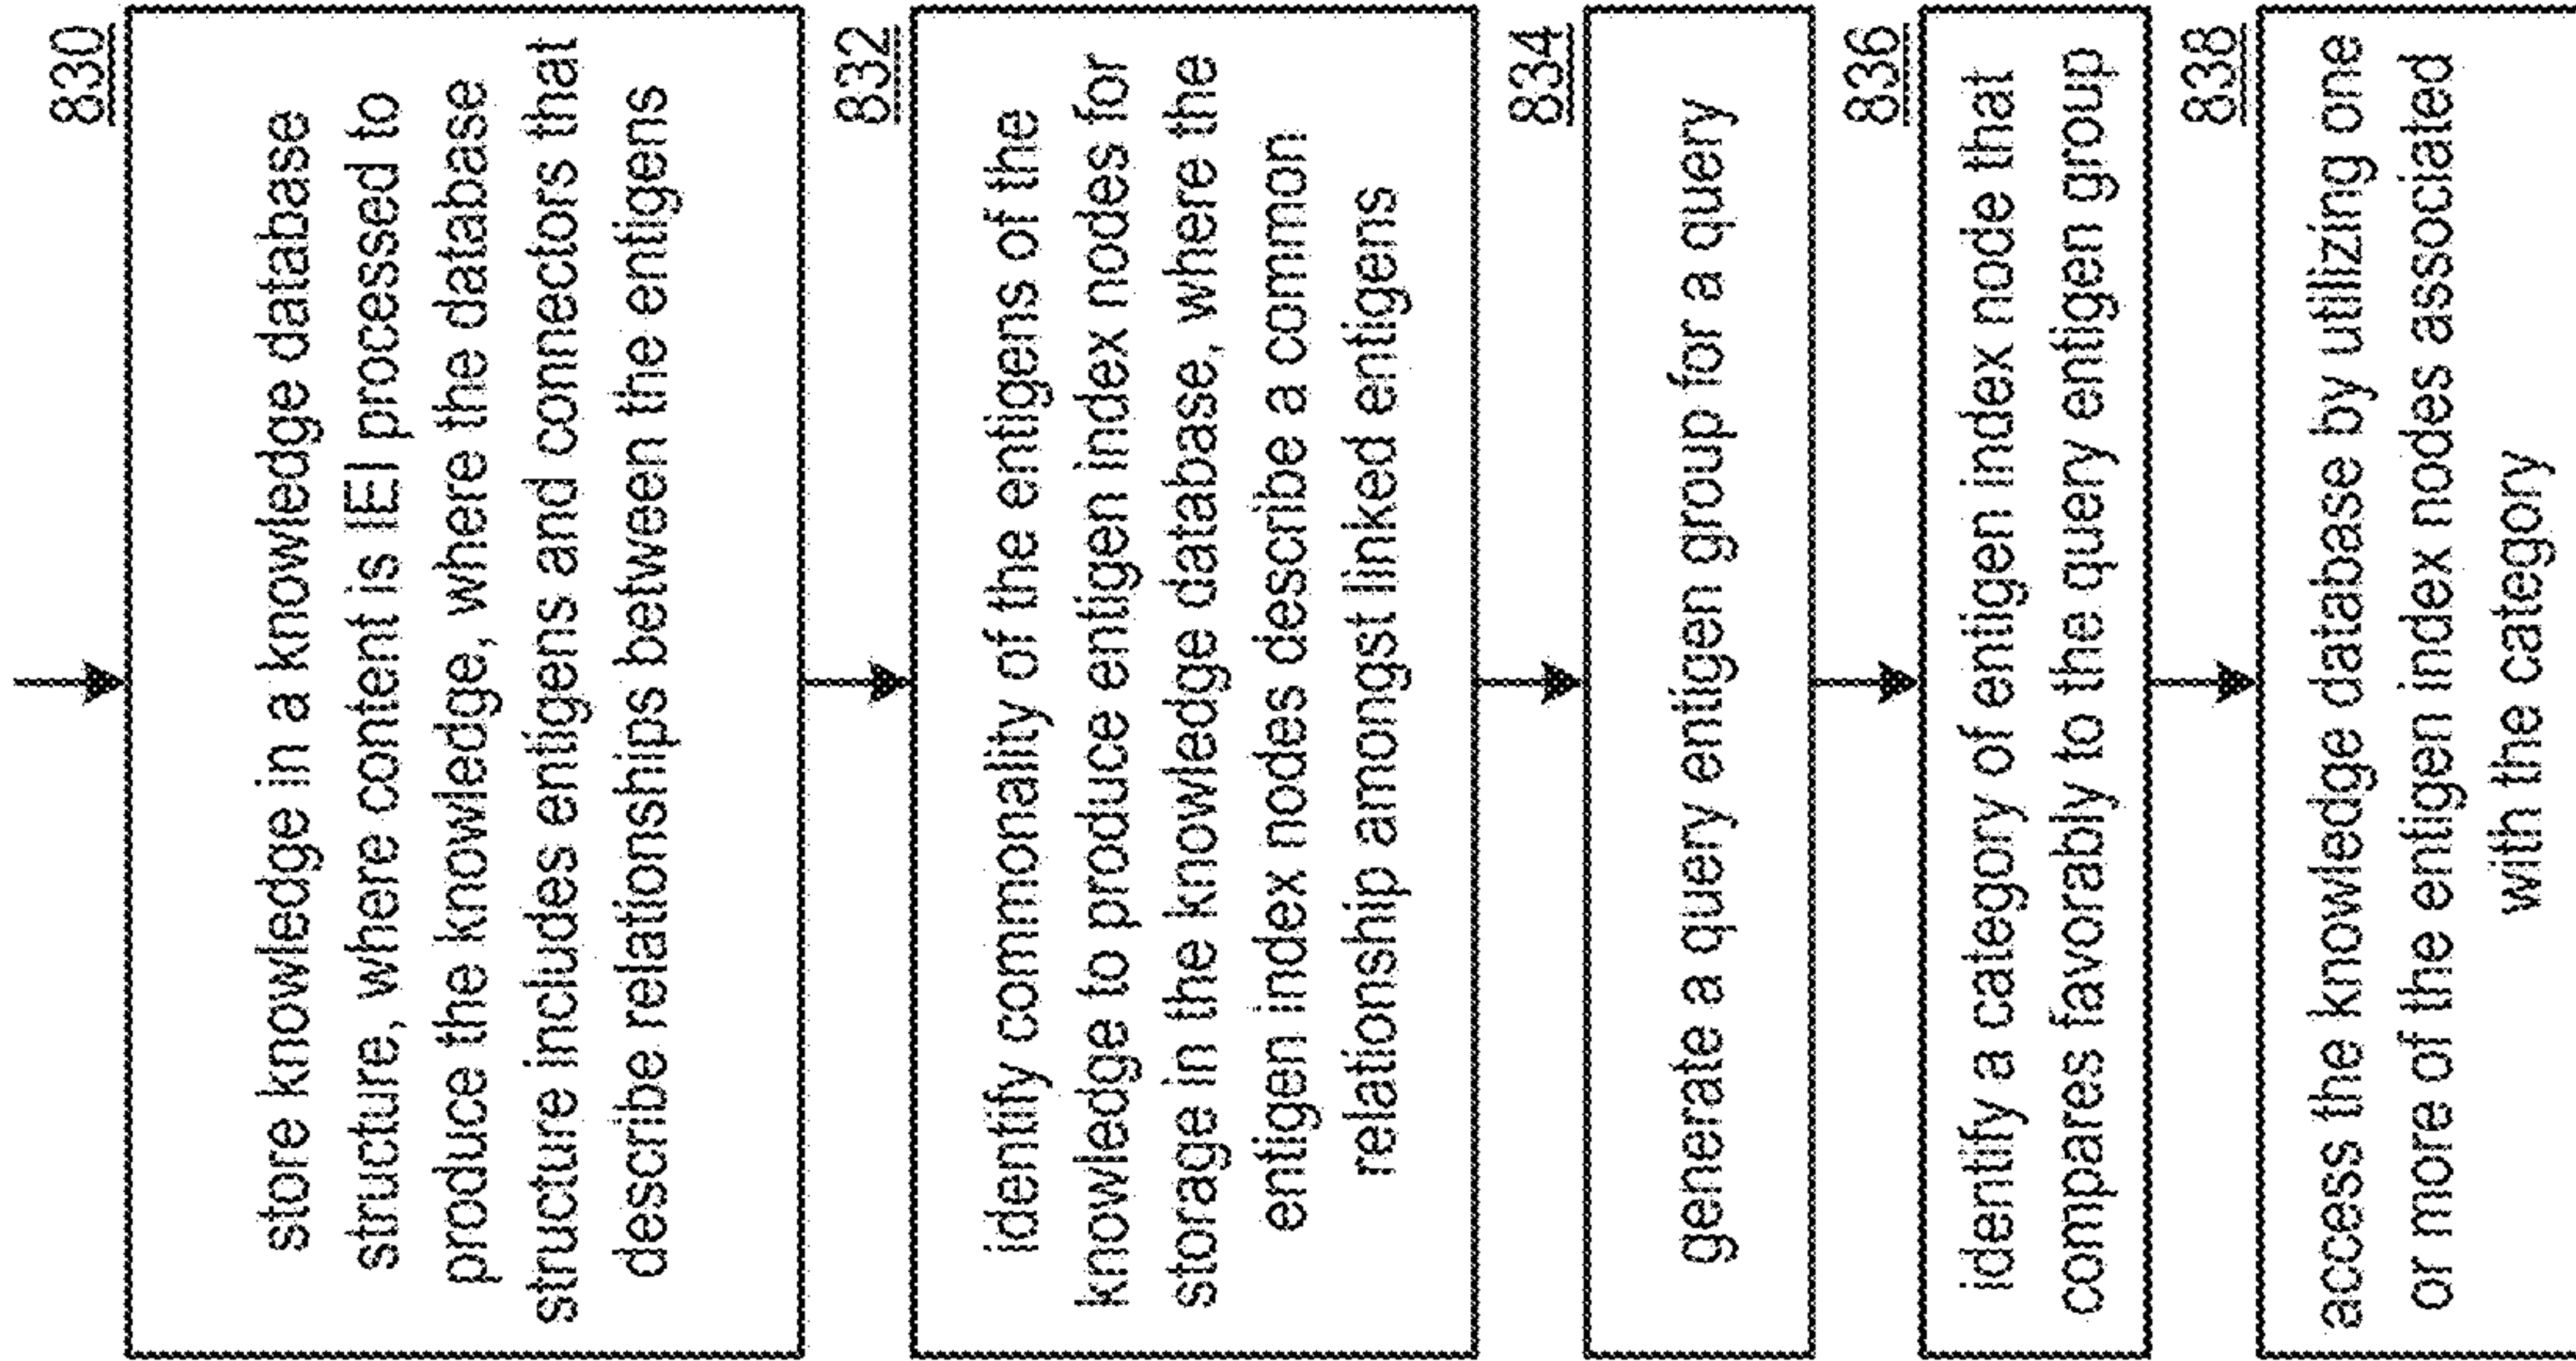 830
store knowledge in a knowledge database
structure, where content is IEI processed to
produce the knowledge, where the database
structure includes entigens and connectors that
describe relationships between the entigens
832
identify commonality of the entigens of the
knowledge to produce entigen index nodes for
storage in the knowledge database, where the
entigen index nodes describe a common
relationship amongst linked entigens
834
generate a query entigen group for a query
836
identify a category of entigen index node that
compares favorably to the query entigen group
838
access the knowledge database by utilizing one
or more of the entigen index nodes associated
with the category